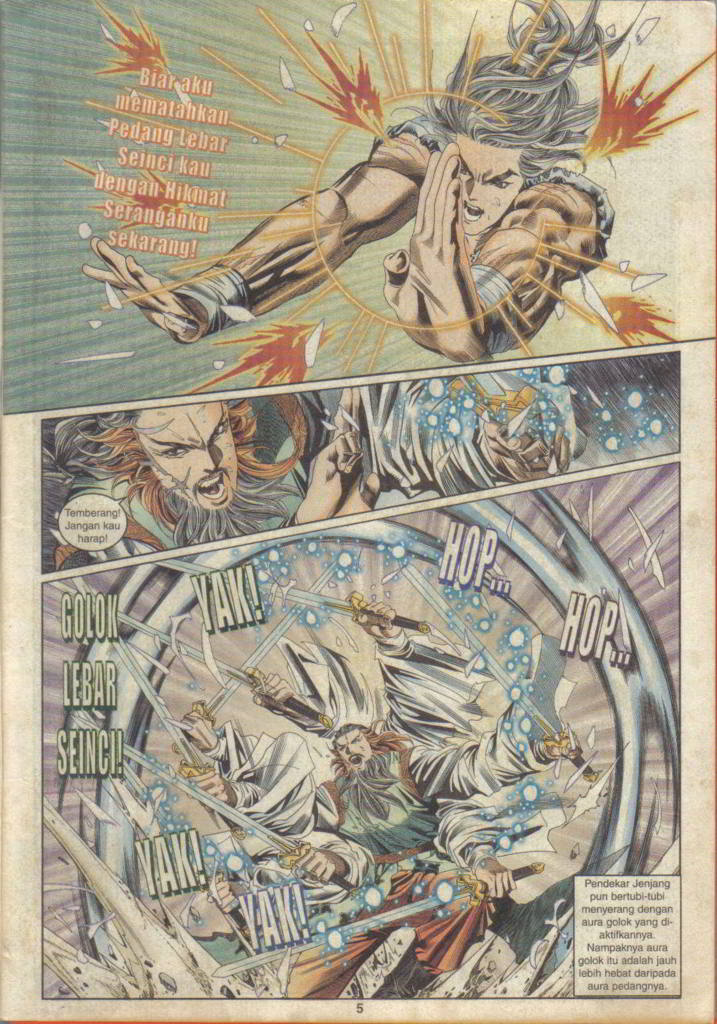 Biar aku
mematahkan
Pedang Lebar
Seinci kau
dengan Hikmat
Seranganku
sekarang!
Temberang!
Jangan kau
harap!
GOLOK
LEBAR
SEINCI!
YAK!
HOP...
HOP...
YAK!
YAK!
Pendekar Jenjang
pun bertubi-tubi
menyerang dengan
aura golok yang di-
aktifkannya.
Nampaknya aura
golok itu adalah jauh
lebih hebat daripada
aura pedangnya.
5